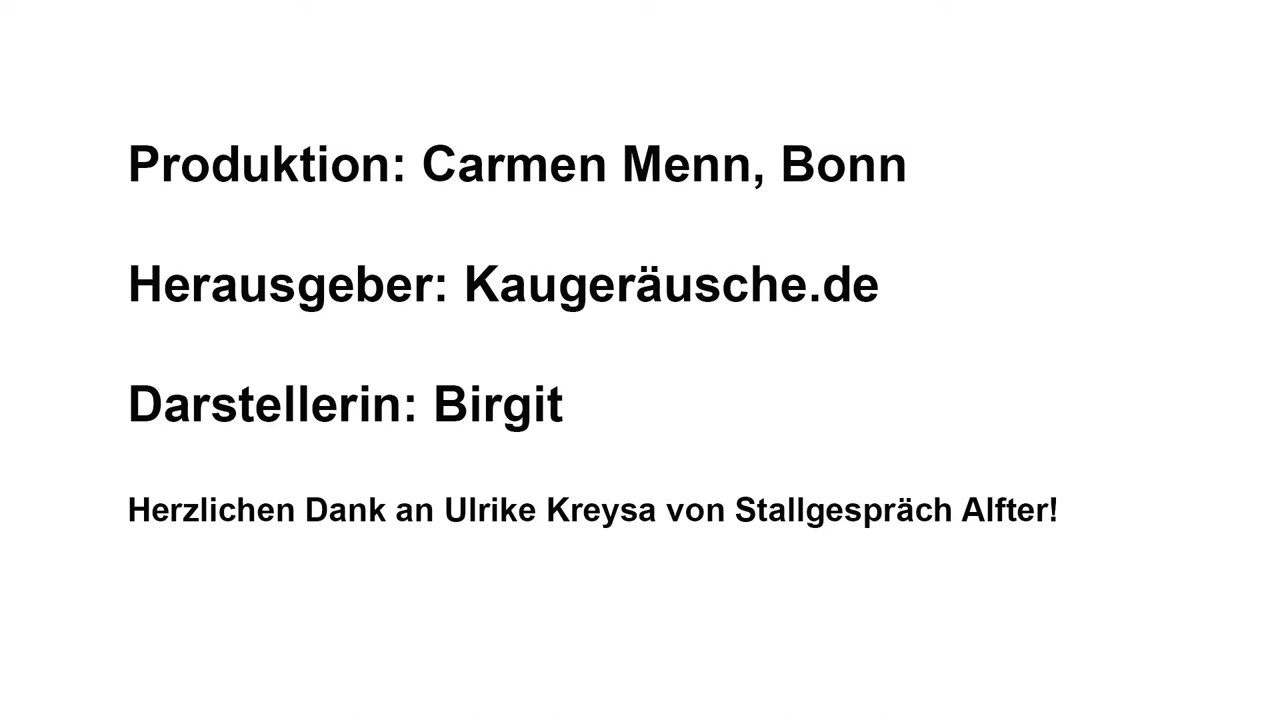 Produktion: Carmen Menn, Bonn
Herausgeber: Kaugeräusche.de
Darstellerin: Birgit
Herzlichen Dank an Ulrike Kreysa von Stallgespräch Alfter!